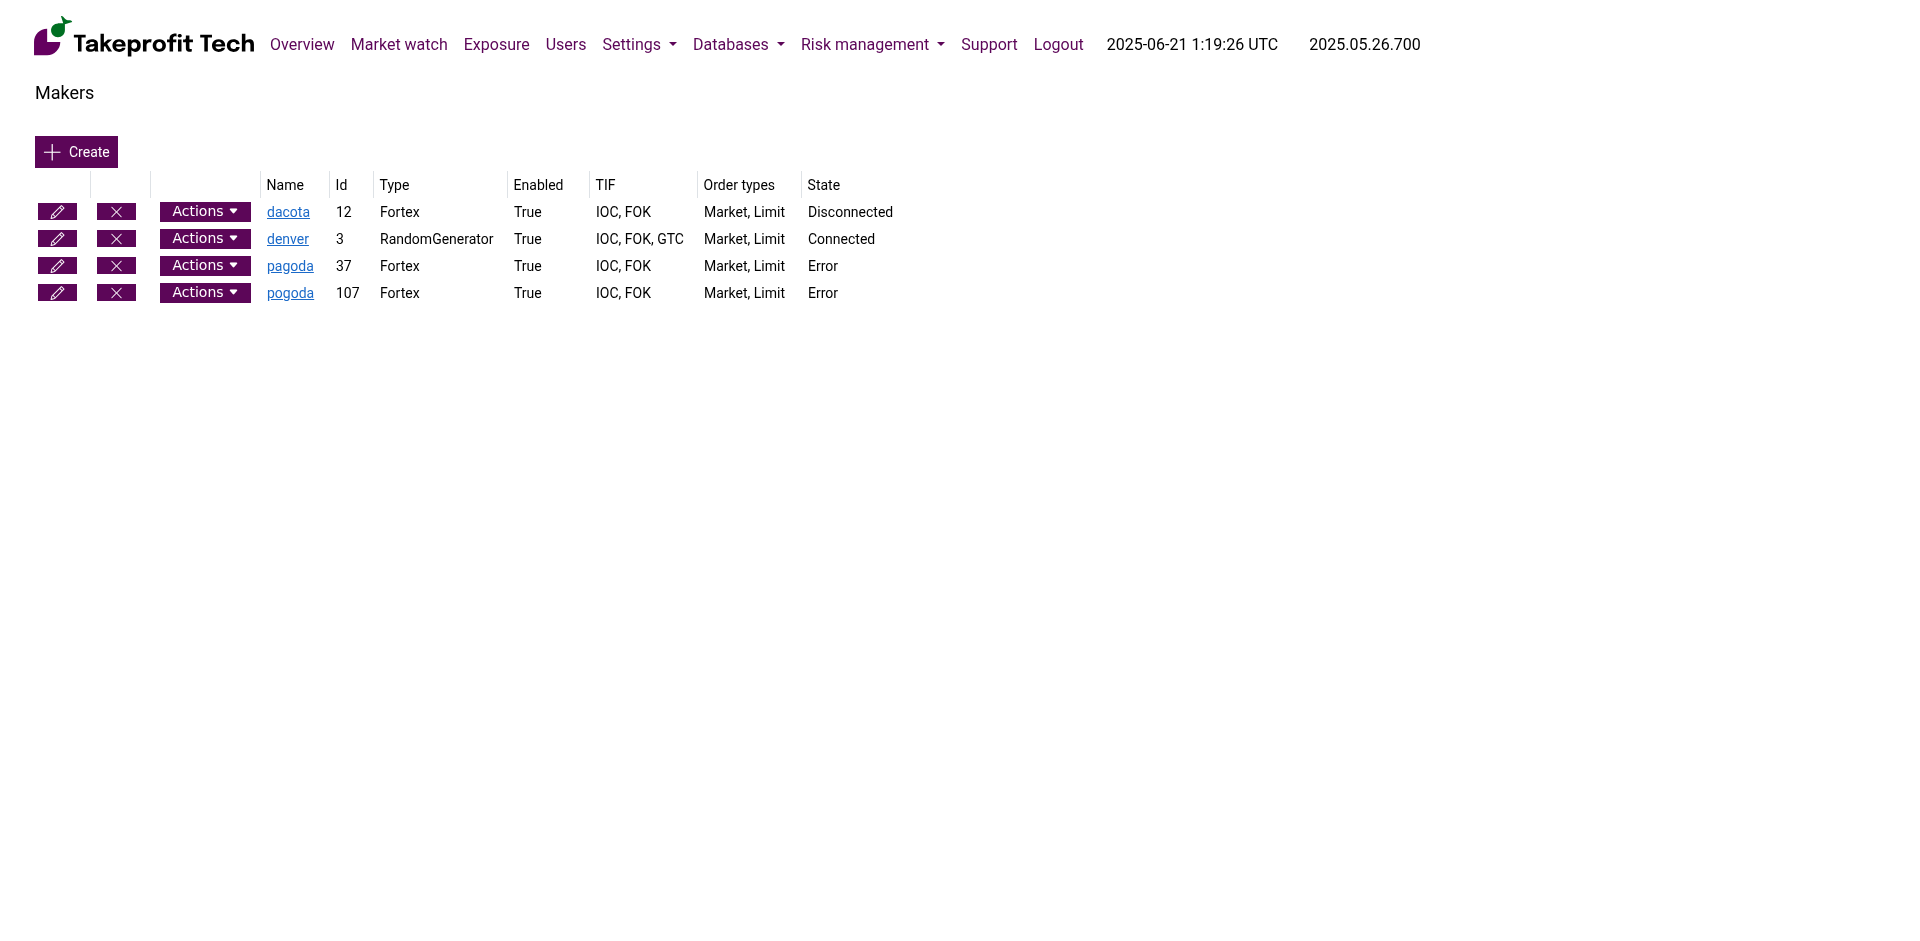 Takeprofit Tech Overview Market watch Exposure Users Settings Databases Risk management Support Logout 2025-06-21 1:19:26 UTC 2025.05.26.700
Makers
Create
Name Id Type Enabled TIF Order types State
Actions dacota 12 Fortex True IOC, FOK Market, Limit Disconnected
Actions denver 3 RandomGenerator True IOC, FOK, GTC Market, Limit Connected
Actions pagoda 37 Fortex True IOC, FOK Market, Limit Error
Actions pogoda 107 Fortex True IOC, FOK Market, Limit Error